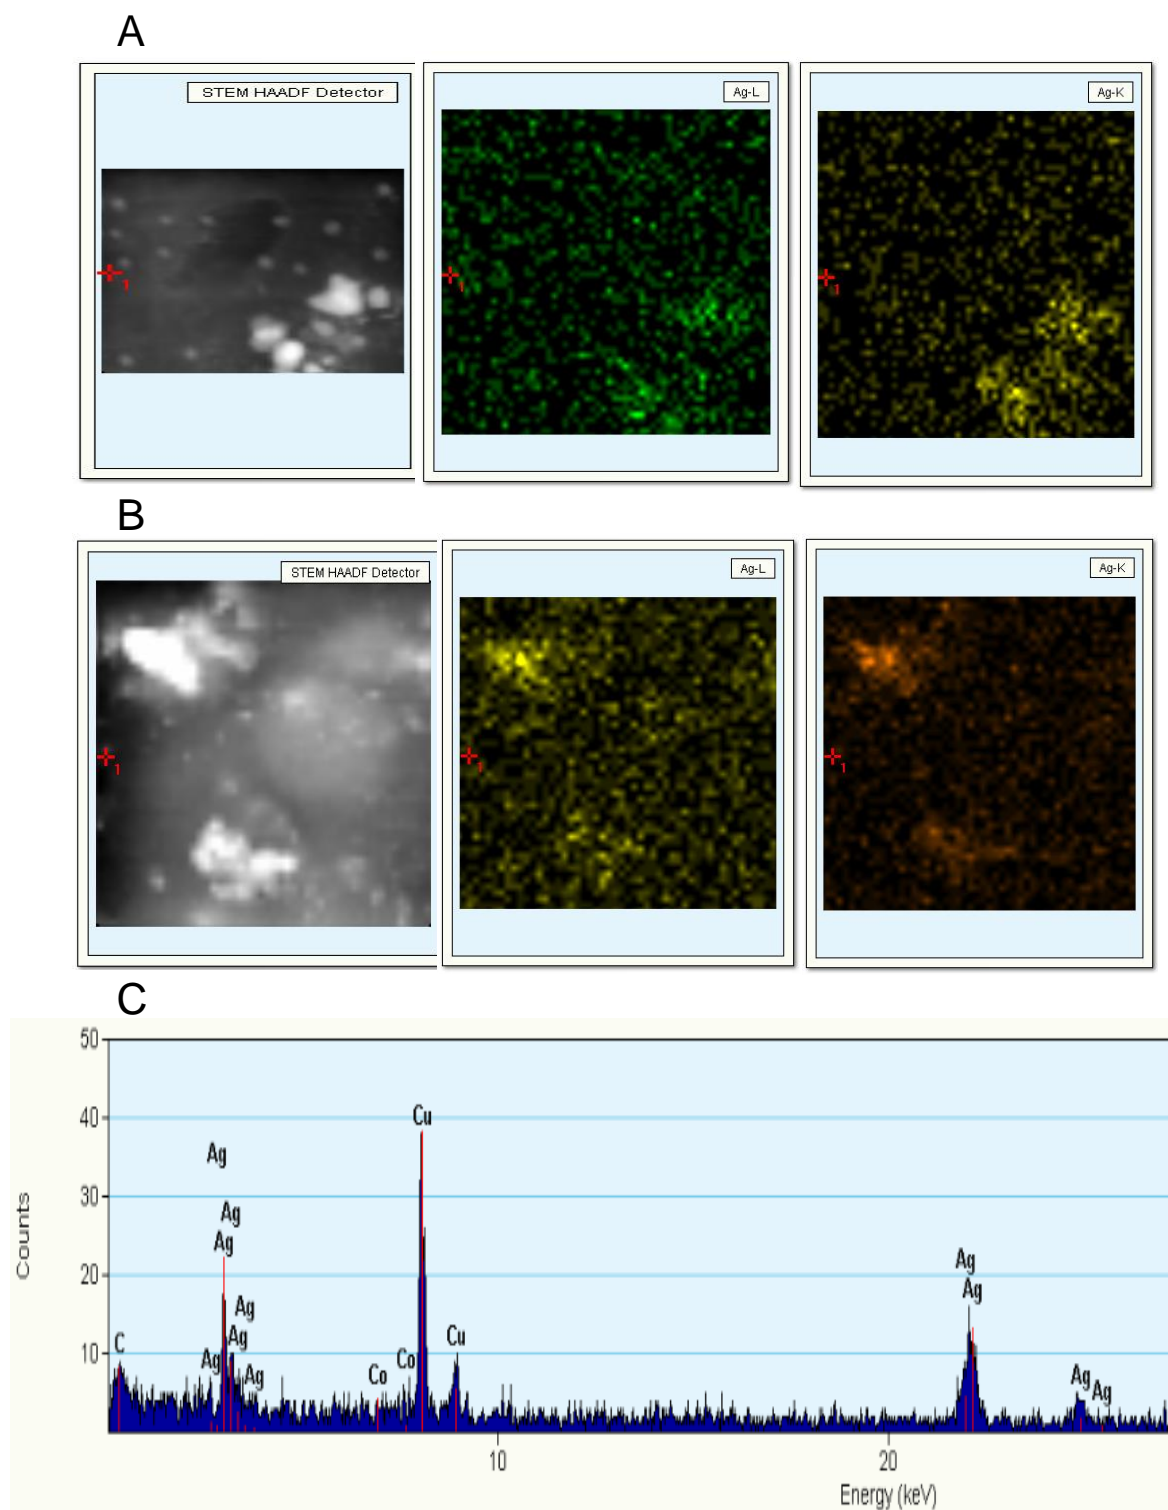 A
STEM HAADF Detector
Ag-L
Ag-K
1
1
1
B
STEM HAADF Detector
Ag-L
Ag-K
1
1
1
C
50
40
30
20
10
Counts
C
Ag
Ag
Ag
Ag
Ag
Ag
Ag
Co
Co
Cu
Cu
Ag
Ag
Ag
Ag
10
20
Energy (keV)